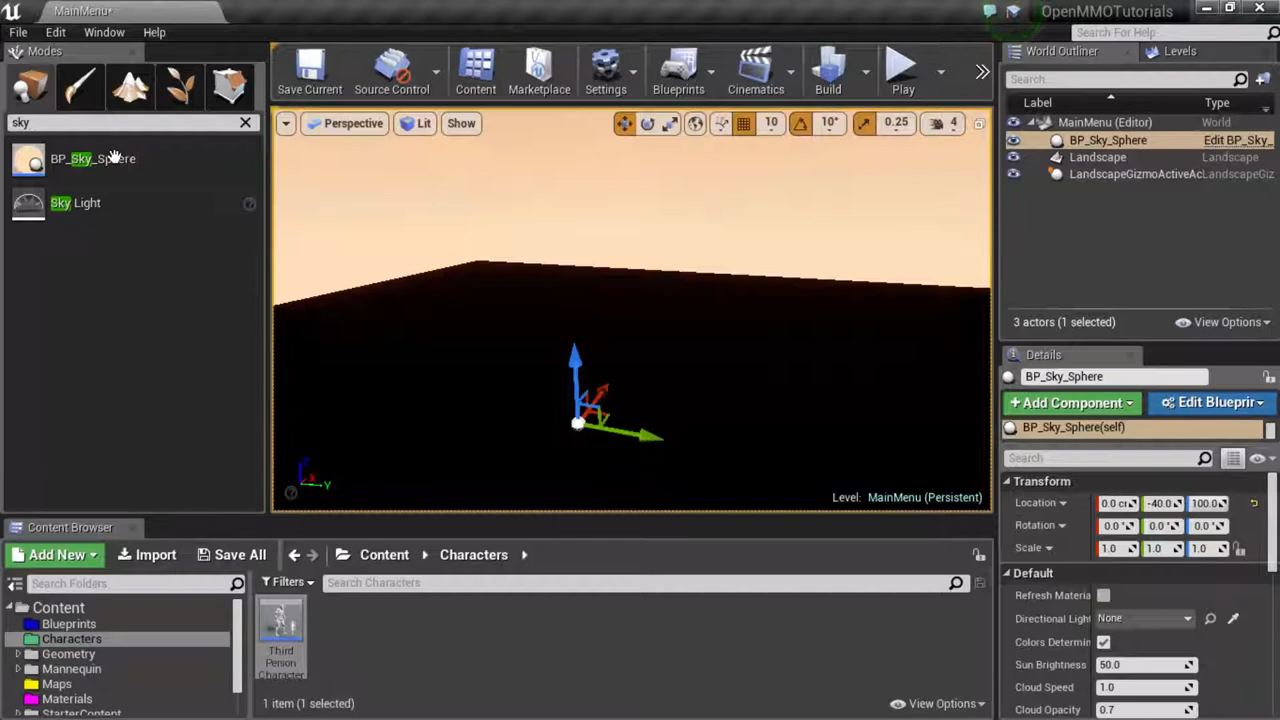 MainMenu*
OpenMMOTutorials
File Edit Window Help
Search For Help
Modes
Save Current
Source Control
Content
Marketplace
Settings
Blueprints
Cinematics
Build
Play
World Outliner
Levels
Search...
Label
Type
sky
Perspective
Lit
Show
10
10°
0.25
4
MainMenu (Editor)
World
BP_Sky_Sphere
Edit BP_Sky_
Landscape
Landscape
LandscapeGizmoActiveAc
LandscapeGiz
BP_Sky_Sphere
Sky Light
3 actors (1 selected)
View Options
Details
BP_Sky_Sphere
+Add Component
Edit Blueprir
BP_Sky_Sphere(self)
Search
Transform
Location
0.0 cr
-40.0
100.0
Rotation
0.0 °
0.0 °
0.0 °
Scale
1.0
1.0
1.0
Z
X
Y
Level: MainMenu (Persistent)
Content Browser
Add New
Import
Save All
Content
Characters
Default
Search Folders
Filters
Search Characters
Refresh Materia
Directional Ligh
None
Colors Determin
Sun Brightness
50.0
Cloud Speed
1.0
Cloud Opacity
0.7
Content
Blueprints
Characters
Geometry
Mannequin
Maps
Materials
StarterContent
Third
Person
Character
1 item (1 selected)
View Options